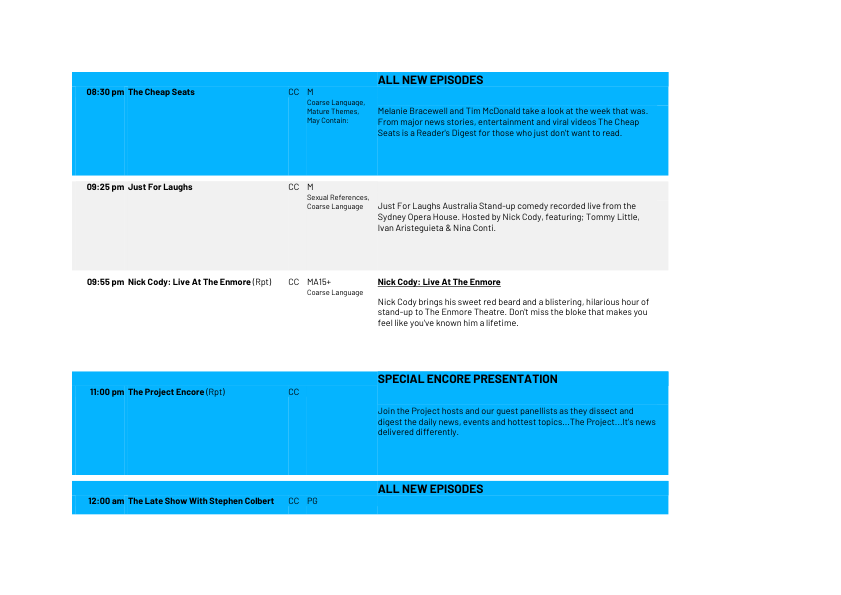 ALL NEW EPISODES
08:30 pm The Cheap Seats CC M
Coarse Language,
Mature Themes,
May Contain:
Melanie Bracewell and Tim McDonald take a look at the week that was.
From major news stories, entertainment and viral videos The Cheap
Seats is a Reader's Digest for those who just don't want to read.
09:25 pm Just For Laughs CC M
Sexual References,
Coarse Language
Just For Laughs Australia Stand-up comedy recorded live from the
Sydney Opera House. Hosted by Nick Cody, featuring; Tommy Little,
Ivan Aristeguieta & Nina Conti.
09:55 pm Nick Cody: Live At The Enmore (Rpt) CC MA15+ Nick Cody: Live At The Enmore
Coarse Language
Nick Cody brings his sweet red beard and a blistering, hilarious hour of
stand-up to The Enmore Theatre. Don't miss the bloke that makes you
feel like you've known him a lifetime.
SPECIAL ENCORE PRESENTATION
11:00 pm The Project Encore (Rpt) CC
Join the Project hosts and our guest panellists as they dissect and
digest the daily news, events and hottest topics...The Project...It's news
delivered differently.
ALL NEW EPISODES
12:00 am The Late Show With Stephen Colbert CC PG